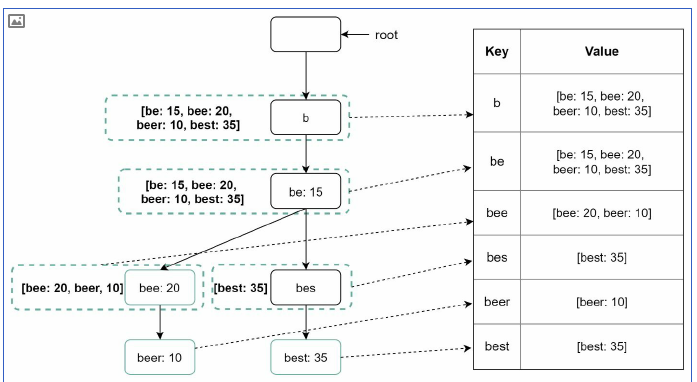 root
[be: 15, bee: 20,
beer: 10, best: 35]
b
[be: 15, bee: 20,
beer: 10, best: 35]
be: 15
[bee: 20, beer, 10]
bee: 20
[best: 35]
bes
beer: 10
best: 35
Key Value
b
[be: 15, bee: 20,
beer: 10, best: 35]
be
[be: 15, bee: 20,
beer: 10, best: 35]
bee [bee: 20, beer: 10]
bes [best: 35]
beer [beer: 10]
best [best: 35]